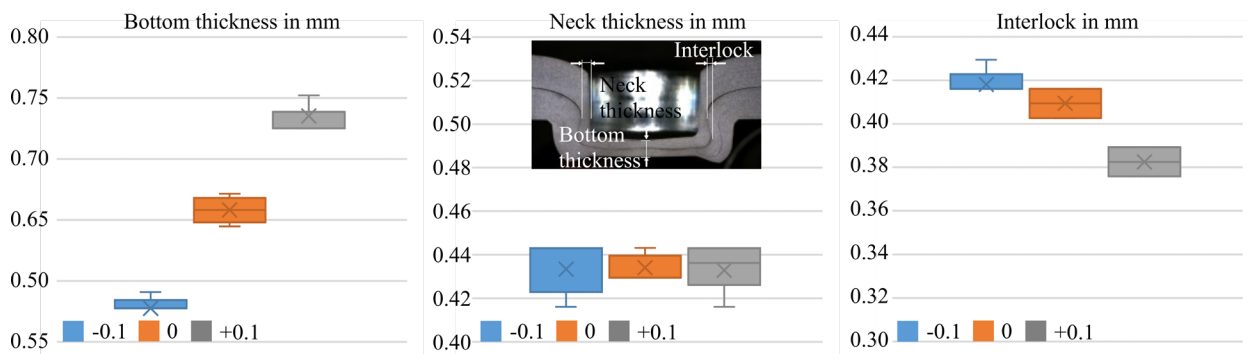 Bottom thickness in mm
0.80
0.75
0.70
0.65
0.50
0.55
-0.1 0 +0.1
Neck thickness in mm
0.54
0.52
0.50
0.48
0.46
0.44
0.42
0.40
Interlock
Neck
thickness
Bottom
thickness
-0.1 0 +0.1
Interlock in mm
0.44
0.42
0.40
0.38
0.36
0.34
0.32
0.30
-0.1 0 +0.1